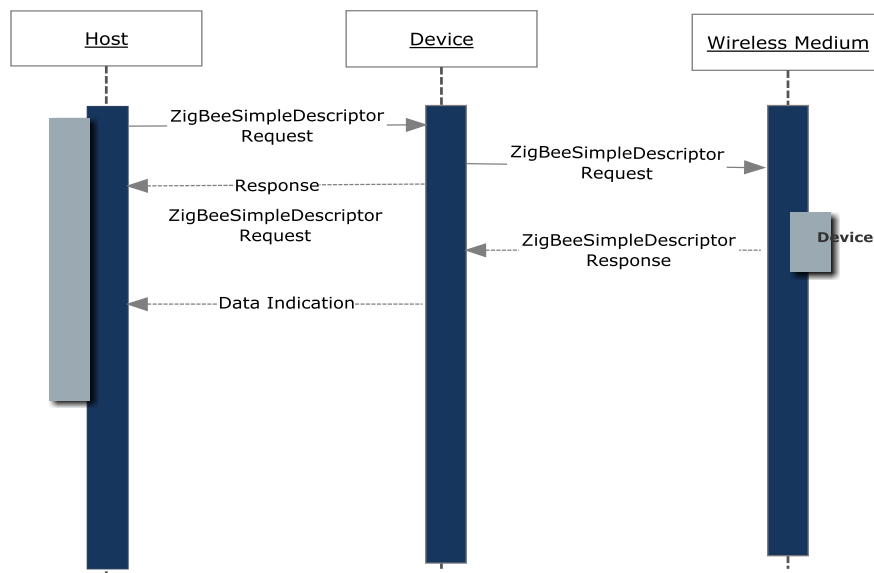 Host
Device
Wireless Medium
ZigBeeSimpleDescriptor
Request
ZigBeeSimpleDescriptor
Request
Response
ZigBeeSimpleDescriptor
Request
ZigBeeSimpleDescriptor
Response
Device
Data Indication